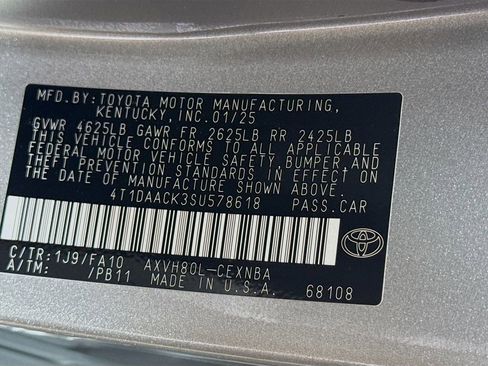 MFD.BY: TOYOTA MOTOR MANUFACTURING,
KENTUCKY, INC. 01/25
GVWR 4625LB GAWR FR 2625LB RR 2425LB
THIS VEHICLE CONFORMS TO ALL APPLICABLE
FEDERAL MOTOR VEHICLE SAFETY, BUMPER, AND
THEFT PREVENTION STANDARDS IN EFFECT ON
THE DATE OF MANUFACTURE SHOWN ABOVE.
4T1DAACK3SU578618 PASS.CAR
C/TR: 1J9/FA10 AXVH80L-CEXNBA
A/TM: /PB11 MADE IN U.S.A. 68108
TOYOTA